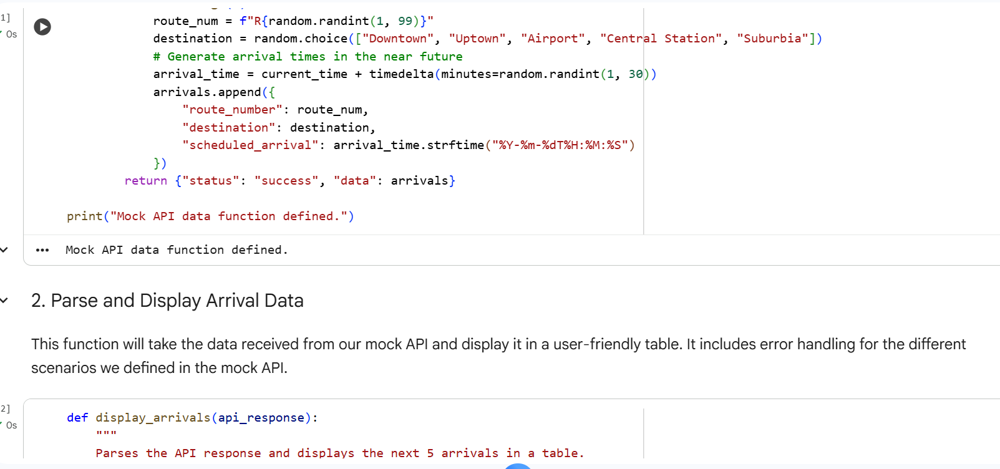 1]
0s
route_num = f"R{random.randint(1, 99)}"
destination = random.choice(["Downtown", "Uptown", "Airport", "Central Station", "Suburbia"])
# Generate arrival times in the near future
arrival_time = current_time + timedelta(minutes=random.randint(1, 30))
arrivals.append({
"route_number": route_num,
"destination": destination,
"scheduled_arrival": arrival_time.strftime("%Y-%m-%dT%H:%M:%S")
})
return {"status": "success", "data": arrivals}
print("Mock API data function defined.")
Mock API data function defined.
2. Parse and Display Arrival Data
This function will take the data received from our mock API and display it in a user-friendly table. It includes error handling for the different
scenarios we defined in the mock API.
2]
0s
def display_arrivals(api_response):
"""
Parses the API response and displays the next 5 arrivals in a table.